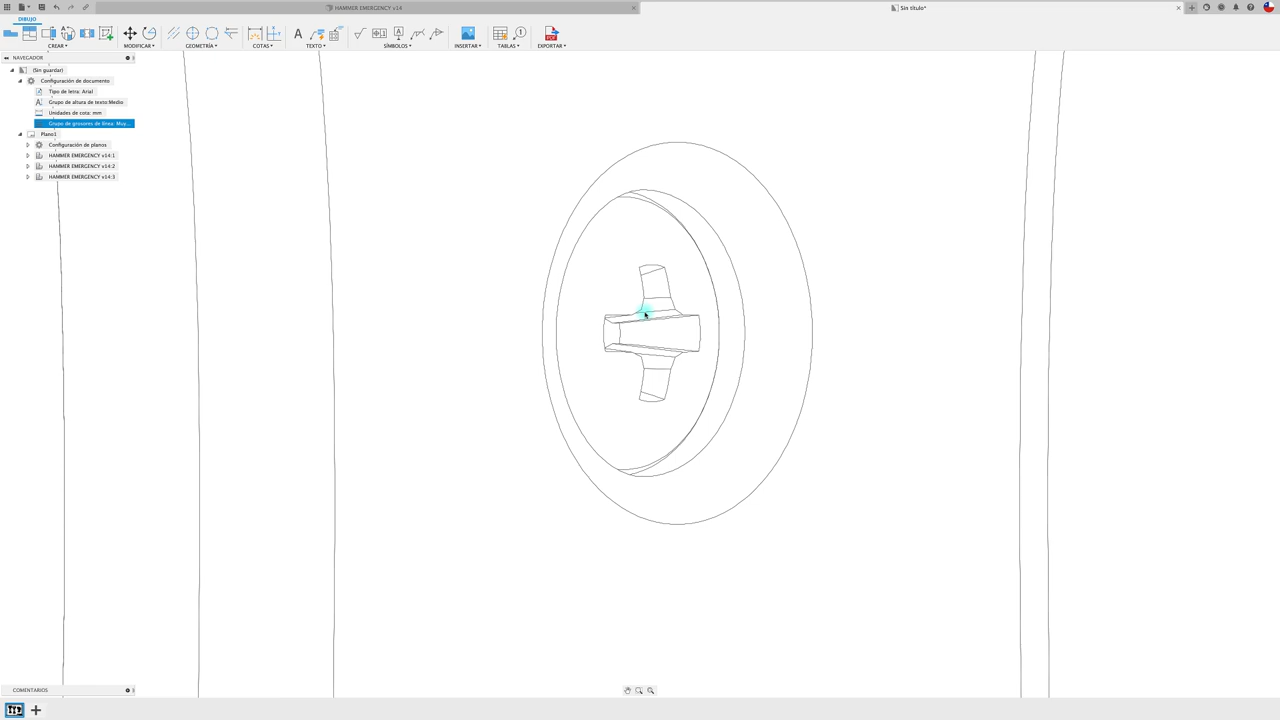 HAMMER EMERGENCY v14
Sin título*
DIBUJO
CREAR
MODIFICAR
GEOMETRÍA
COTAS
TEXTO
SÍMBOLOS
INSERTAR
TABLAS
EXPORTAR
NAVEGADOR
(Sin guardar)
Configuración de documento
Tipo de letra: Arial
Grupo de altura de texto:Medio
Unidades de cota: mm
Grupo de grosores de línea: Muy...
Plano1
Configuración de planos
HAMMER EMERGENCY v14:1
HAMMER EMERGENCY v14:2
HAMMER EMERGENCY v14:3
COMENTARIOS